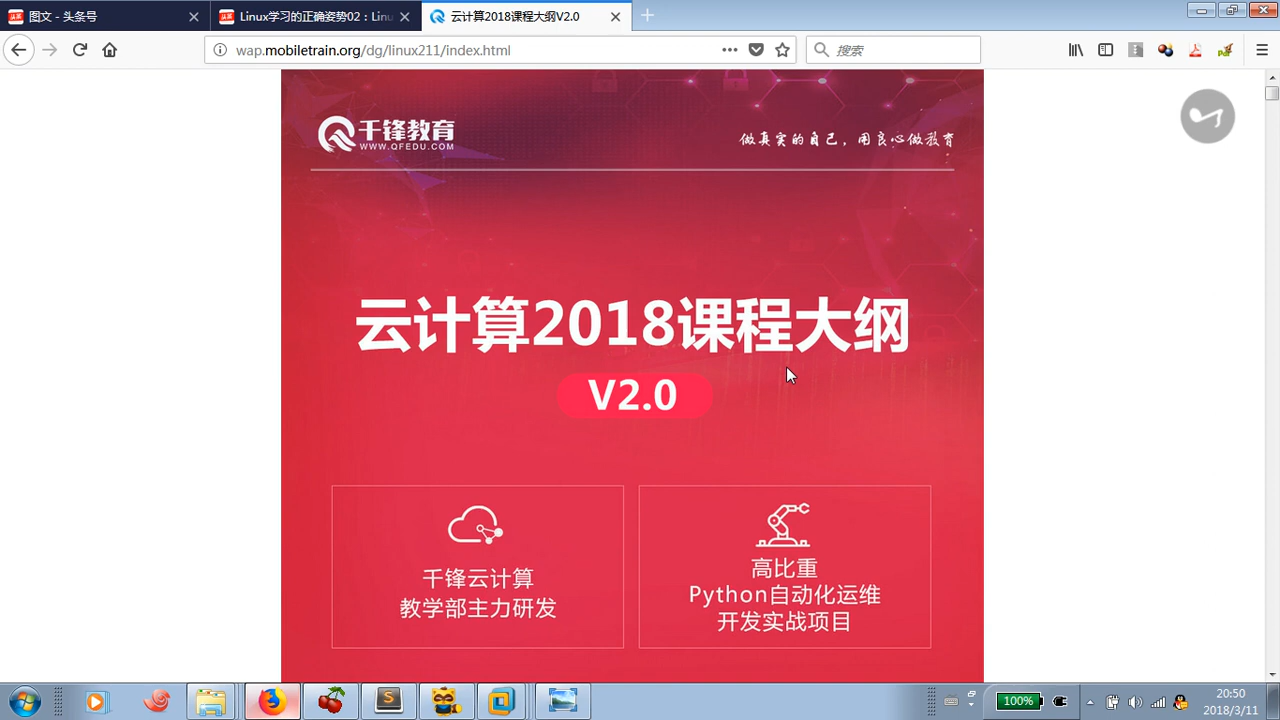 图文 - 头条号
Linux学习的正确姿势02：Linu
云计算2018课程大纲V2.0
wap.mobiletrain.org/dg/linux211/index.html
搜索
千锋教育
WWW.QFEDU.COM
做真实的自己，用良心做教育
云计算2018课程大纲
V2.0
千锋云计算
教学部主力研发
高比重
Python自动化运维
开发实战项目
100%
20:50
2018/3/11